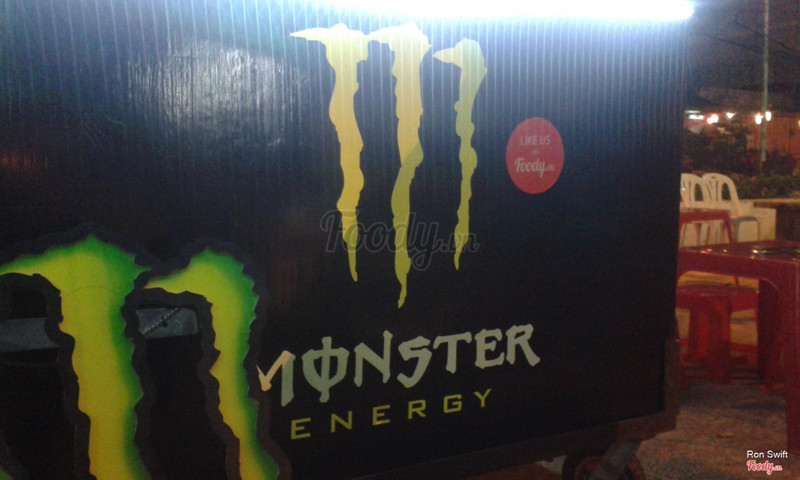 LIKE US
on
Foody.vn
Foody.vn
MONSTER
ENERGY
Ron Swift
Foody.vn